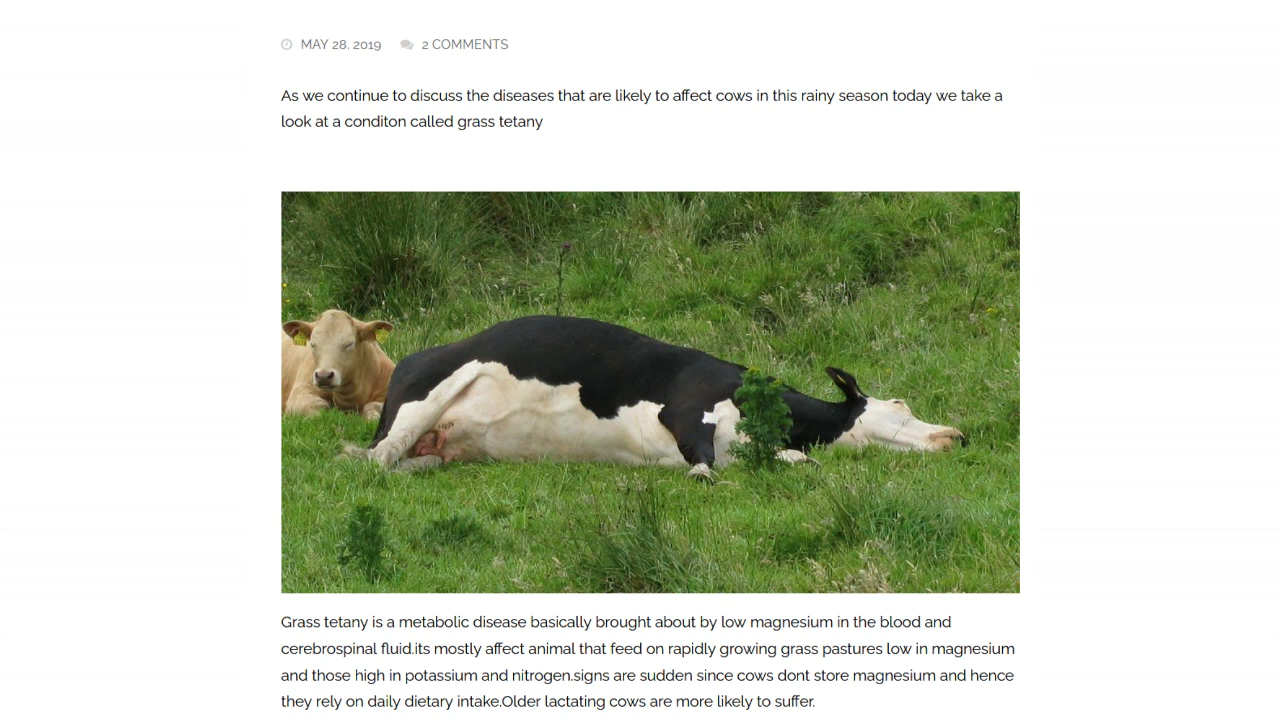 MAY 28, 2019 2 COMMENTS
As we continue to discuss the diseases that are likely to affect cows in this rainy season today we take a
look at a conditon called grass tetany
Grass tetany is a metabolic disease basically brought about by low magnesium in the blood and
cerebrospinal fluid.its mostly affect animal that feed on rapidly growing grass pastures low in magnesium
and those high in potassium and nitrogen.signs are sudden since cows dont store magnesium and hence
they rely on daily dietary intake.Older lactating cows are more likely to suffer.